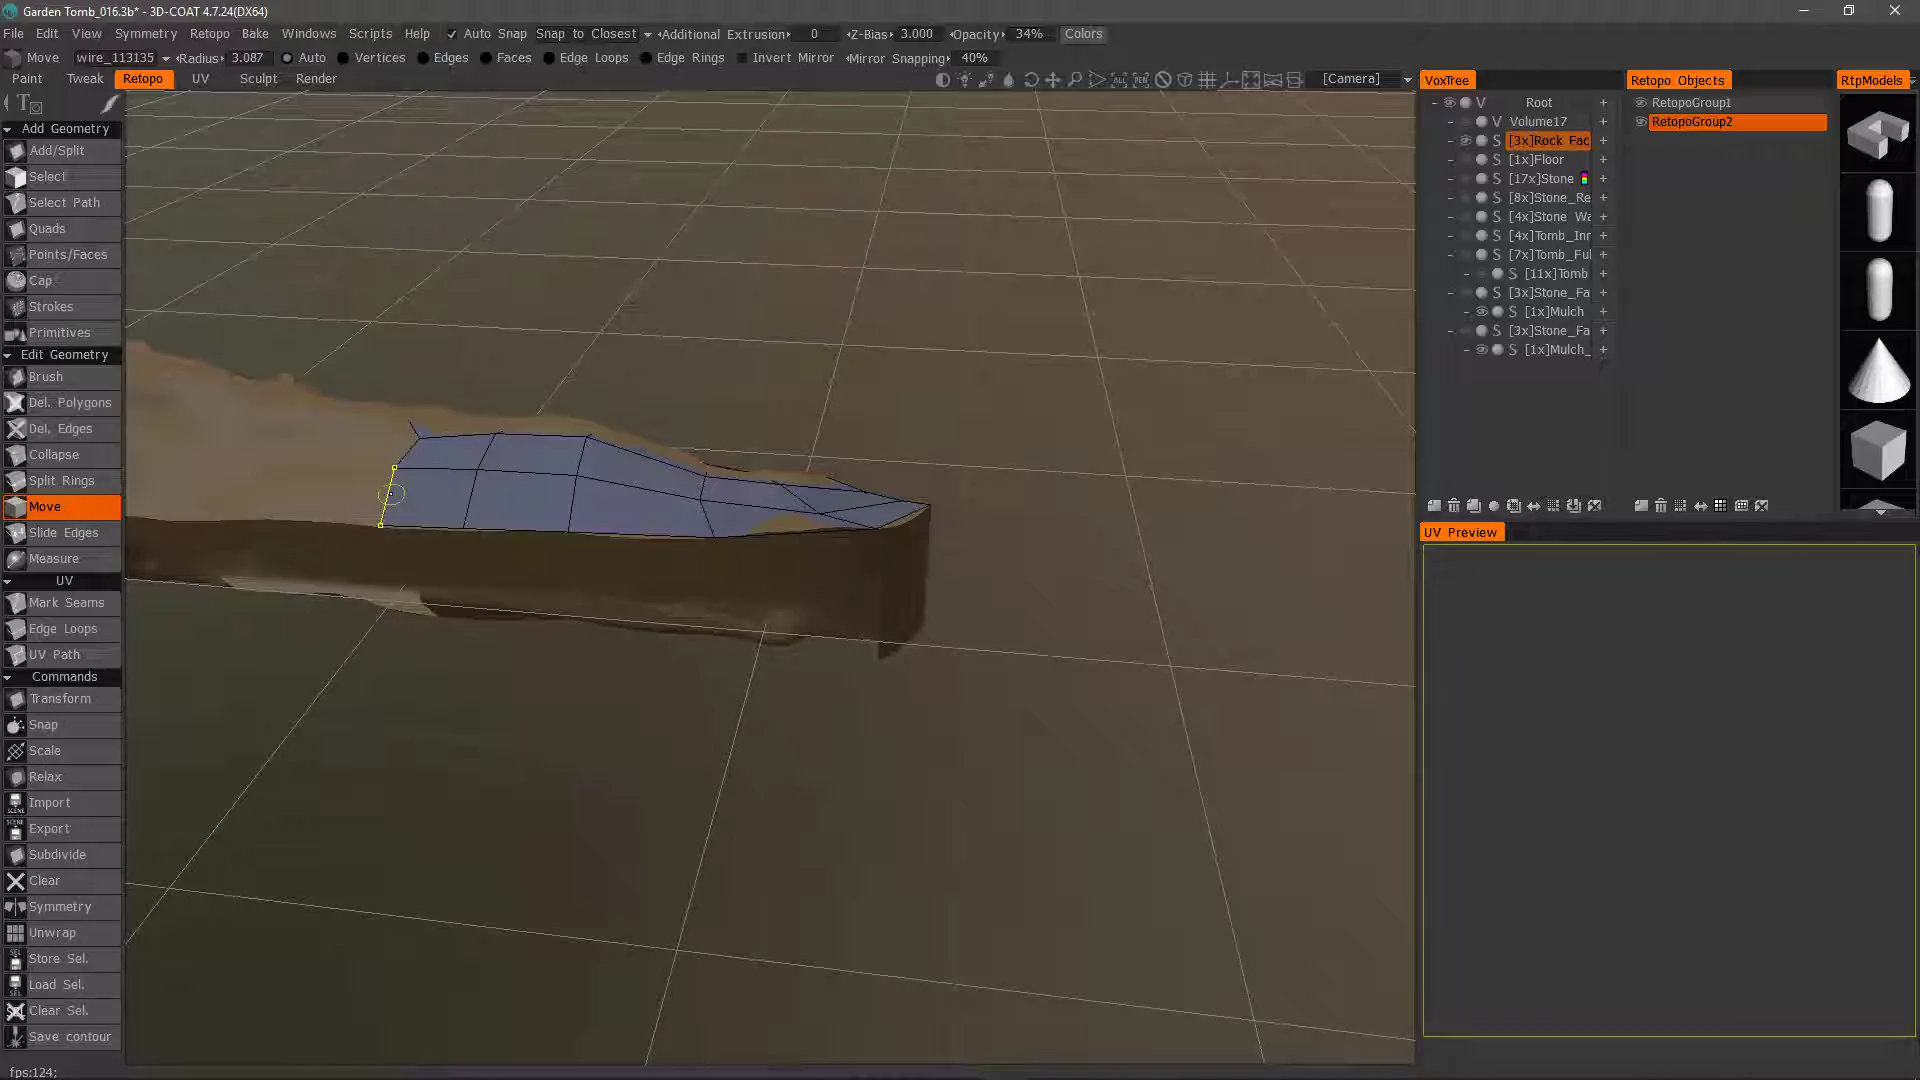 Garden Tomb_016.3b* - 3D-COAT 4.7.24(DX64)
File Edit View Symmetry Retopo Bake Windows Scripts Help Auto Snap Snap to Closest Additional Extrusion 0 Z-Bias 3.000 Opacity 34% Colors
Move wire_113135 Radius 3.087 Auto Vertices Edges Faces Edge Loops Edge Rings Invert Mirror Mirror Snapping 40%
Paint Tweak Retopo UV Sculpt Render [Camera]
Add Geometry
Add/Split
Select
Select Path
Quads
Points/Faces
Cap
Strokes
Primitives
Edit Geometry
Brush
Del. Polygons
Del. Edges
Collapse
Split Rings
Move
Slide Edges
Measure
UV
Mark Seams
Edge Loops
UV Path
Commands
Transform
Snap
Scale
Relax
Import
Export
Subdivide
Clear
Symmetry
Unwrap
Store Sel.
Load Sel.
Clear Sel.
Save contour
fps:124;
VoxTree
V Root +
V Volume17 +
S [3x]Rock Fac +
S [1x]Floor +
S [17x]Stone +
S [8x]Stone_Re +
S [4x]Stone Wa +
S [4x]Tomb_Inr +
S [7x]Tomb_Ful +
S [11x]Tomb +
S [3x]Stone_Fa +
S [1x]Mulch +
S [3x]Stone_Fa +
S [1x]Mulch_ +
Retopo Objects
RetopoGroup1
RetopoGroup2
RtpModels
UV Preview